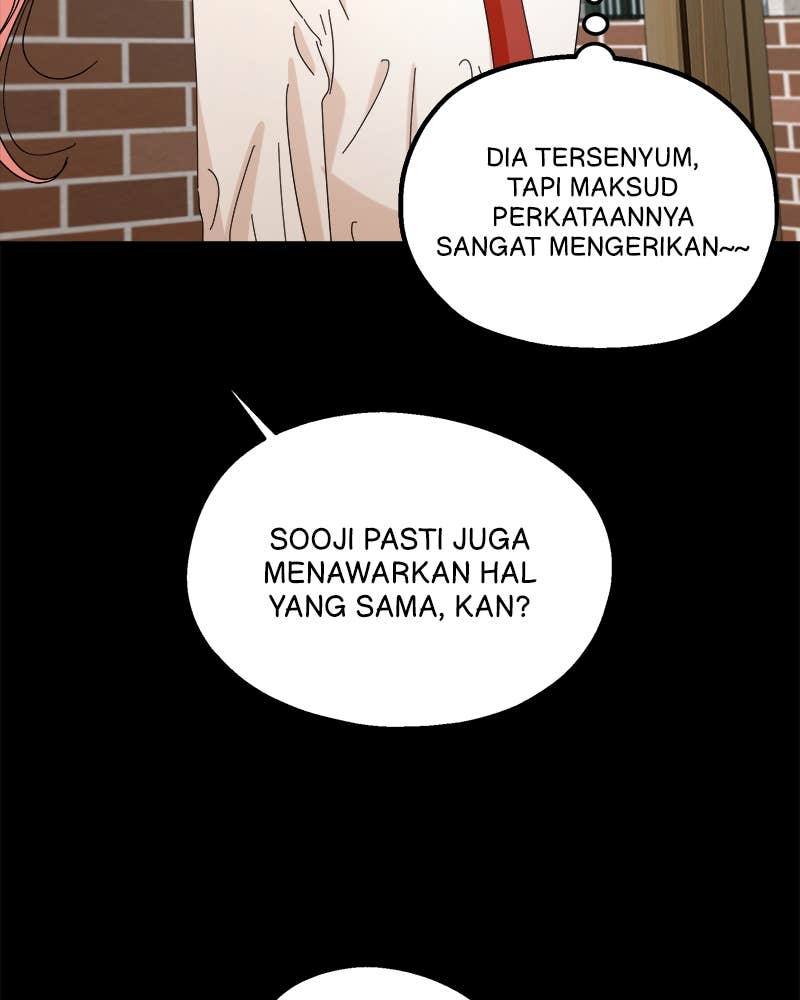 DIA TERSENYUM,
TAPI MAKSUD
PERKATAANNYA
SANGAT MENGERIKAN~~
SOOJI PASTI JUGA
MENAWARKAN HAL
YANG SAMA, KAN?